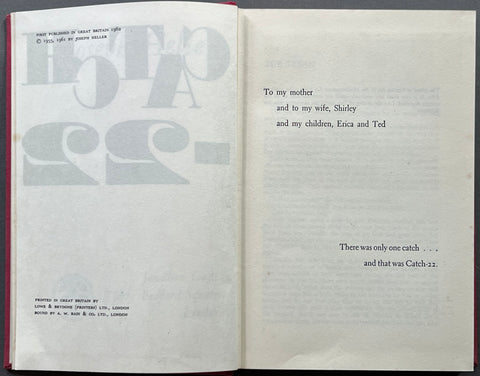 FIRST PUBLISHED IN GREAT BRITAIN 1962
© 1955, 1961 BY JOSEPH HELLER
CATCH
-22
PRINTED IN GREAT BRITAIN BY
LOWE & BRYDONE (PRINTERS) LTD., LONDON
BOUND BY A. W. BAIN & CO. LTD., LONDON
To my mother
and to my wife, Shirley
and my children, Erica and Ted
There was only one catch . . .
and that was Catch-22.